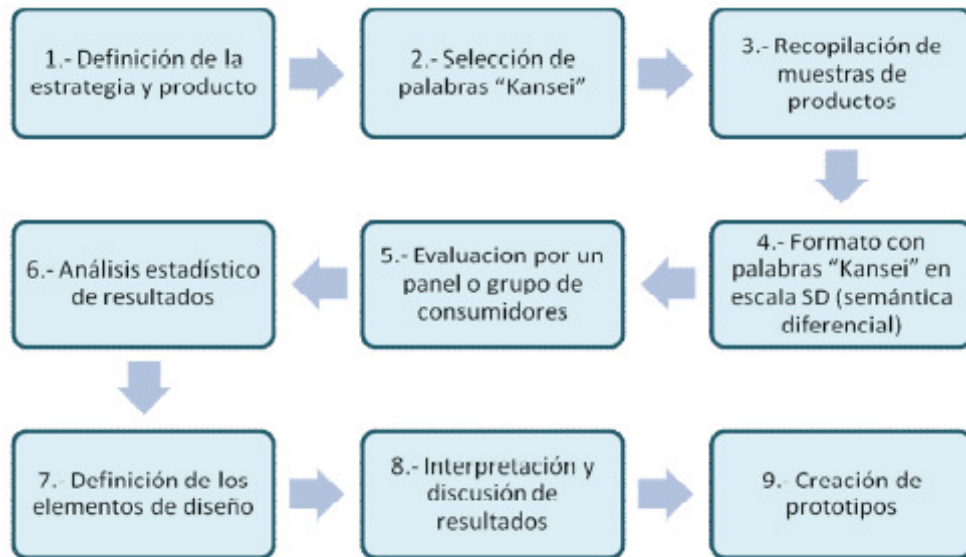 1.- Definición de la
estrategia y producto
2.- Selección de
palabras “Kansei”
3.- Recopilación de
muestras de
productos
4.- Formato con
palabras “Kansei” en
escala SD (semántica
diferencial)
5.- Evaluacion por un
panel o grupo de
consumidores
6.- Análisis estadístico
de resultados
7.- Definición de los
elementos de diseño
8.- Interpretación y
discusión de
resultados
9.- Creación de
prototipos